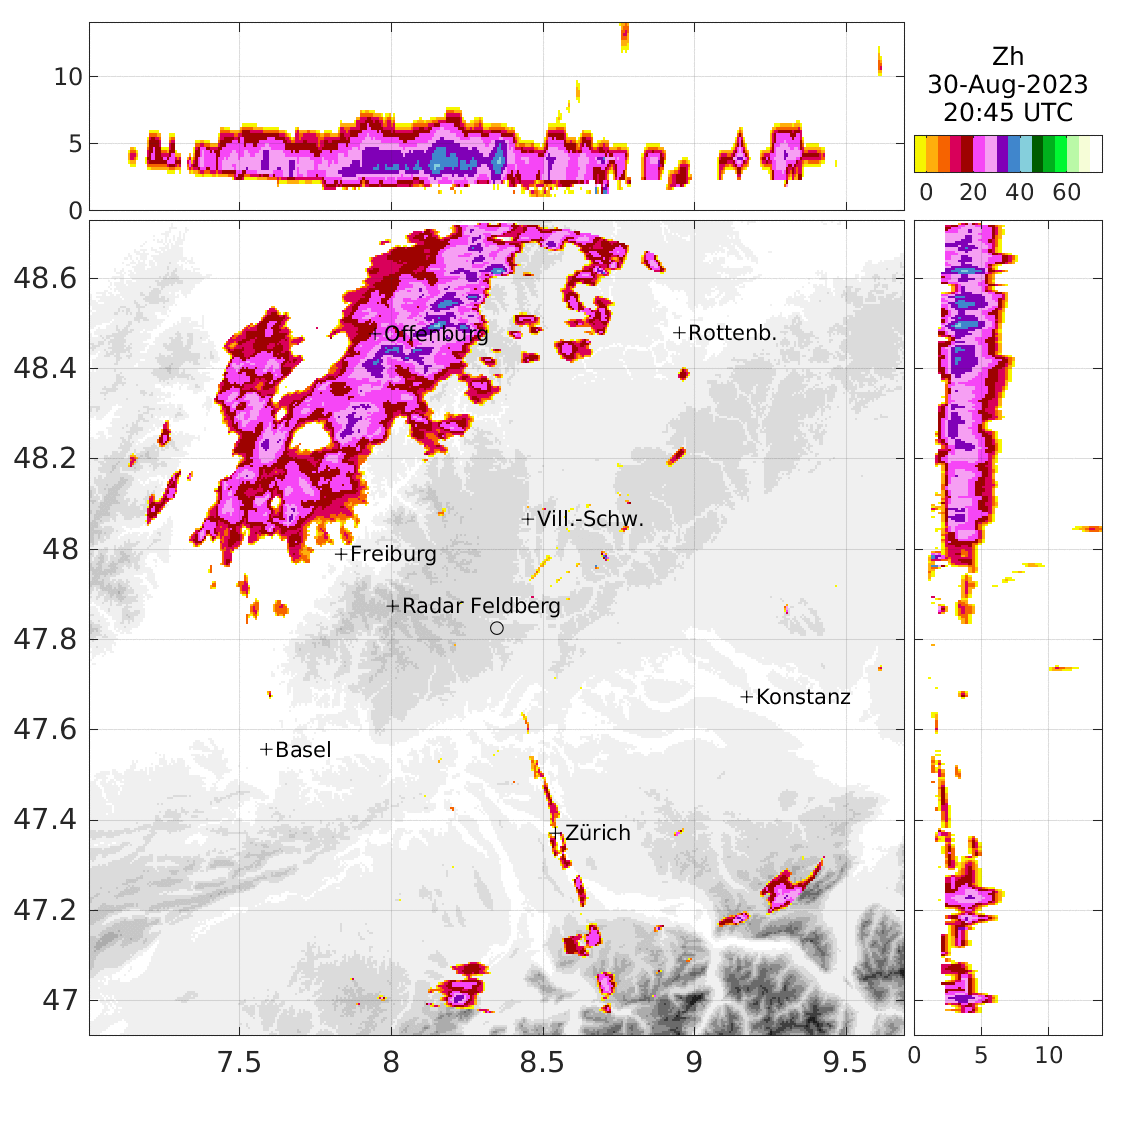 Zh
30-Aug-2023
20:45 UTC
0 20 40 60
10
5
0
48.6
48.4
48.2
48
47.8
47.6
47.4
47.2
47
Offenburg
Rottenb.
Vill.-Schw.
Freiburg
Radar Feldberg
Konstanz
Basel
Zürich
7.5 8 8.5 9 9.5
0 5 10